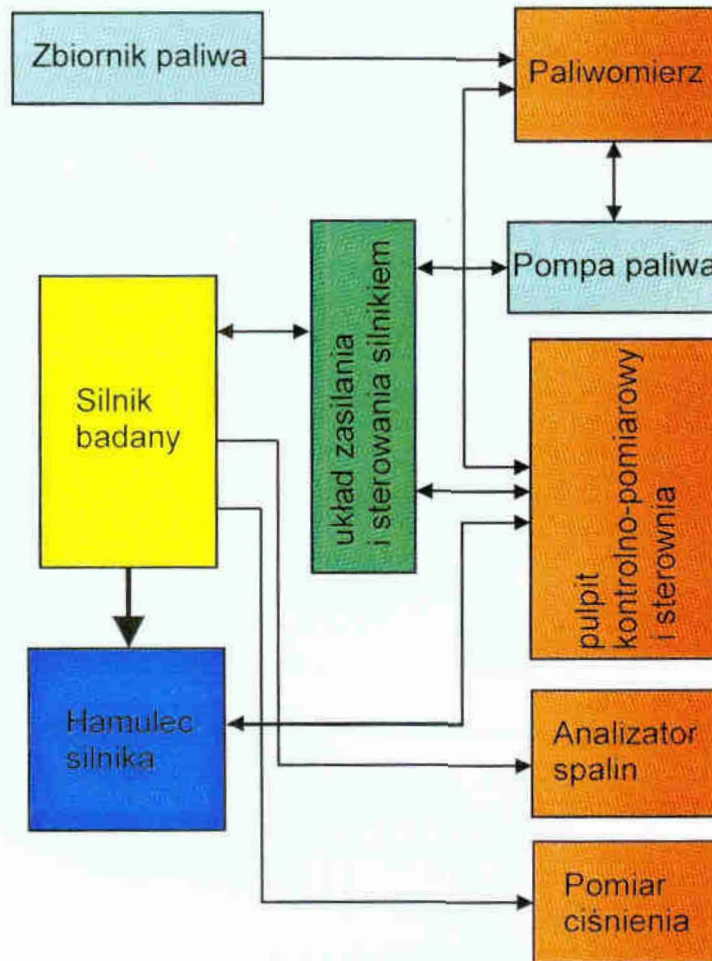 Zbiornik paliwa
Paliwomierz
Pompa paliwa
układ zasilania
i sterowania silnikiem
Silnik
badany
pulpit
kontrolno-pomiarowy
i sterownia
Hamulec
silnika
Analizator
spalin
Pomiar
ciśnienia